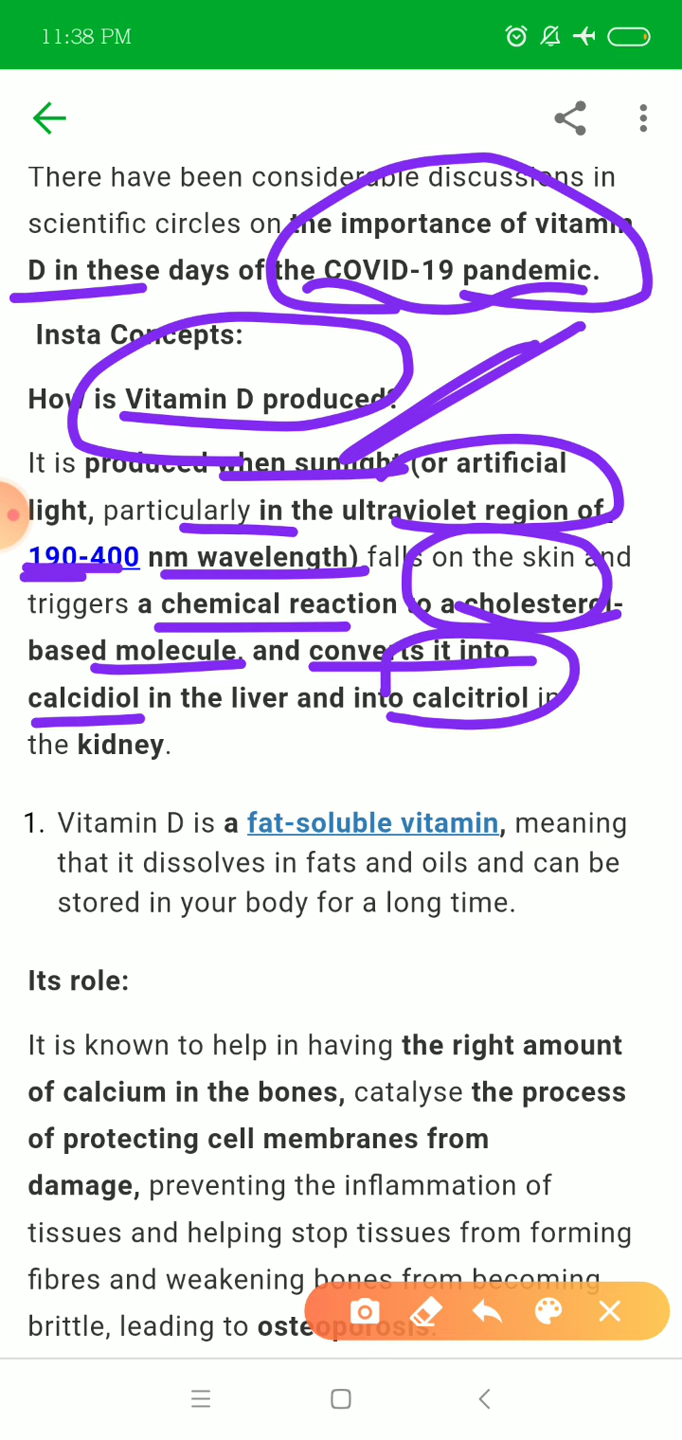 11:38 PM
There have been considerable discussions in
scientific circles on the importance of vitamin
D in these days of the COVID-19 pandemic.
Insta Concepts:
How is Vitamin D produced?
It is produced when sunlight (or artificial
light, particularly in the ultraviolet region of
190-400 nm wavelength) falls on the skin and
triggers a chemical reaction to a cholesterol-
based molecule, and converts it into
calcidiol in the liver and into calcitriol in
the kidney.
1. Vitamin D is a fat-soluble vitamin, meaning
that it dissolves in fats and oils and can be
stored in your body for a long time.
Its role:
It is known to help in having the right amount
of calcium in the bones, catalyse the process
of protecting cell membranes from
damage, preventing the inflammation of
tissues and helping stop tissues from forming
fibres and weakening bones from becoming
brittle, leading to osteoporosis.